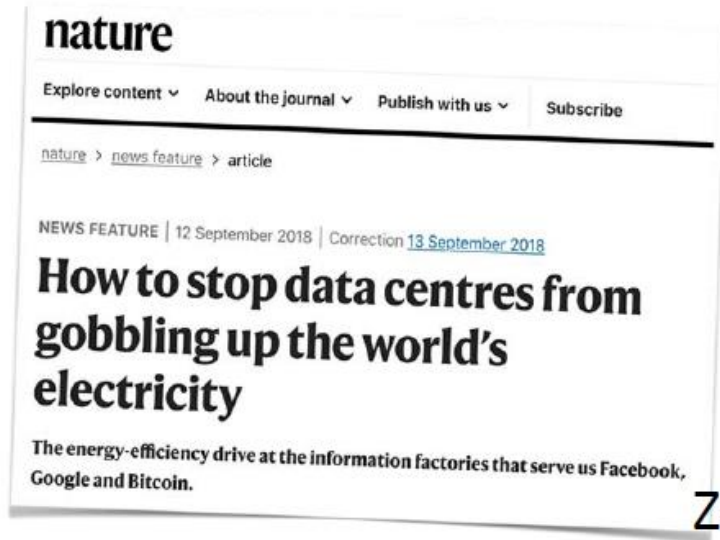 nature
Explore content About the journal Publish with us Subscribe
nature > news feature > article
NEWS FEATURE | 12 September 2018 | Correction 13 September 2018
How to stop data centres from
gobbling up the world's
electricity
The energy-efficiency drive at the information factories that serve us Facebook,
Google and Bitcoin.
Z